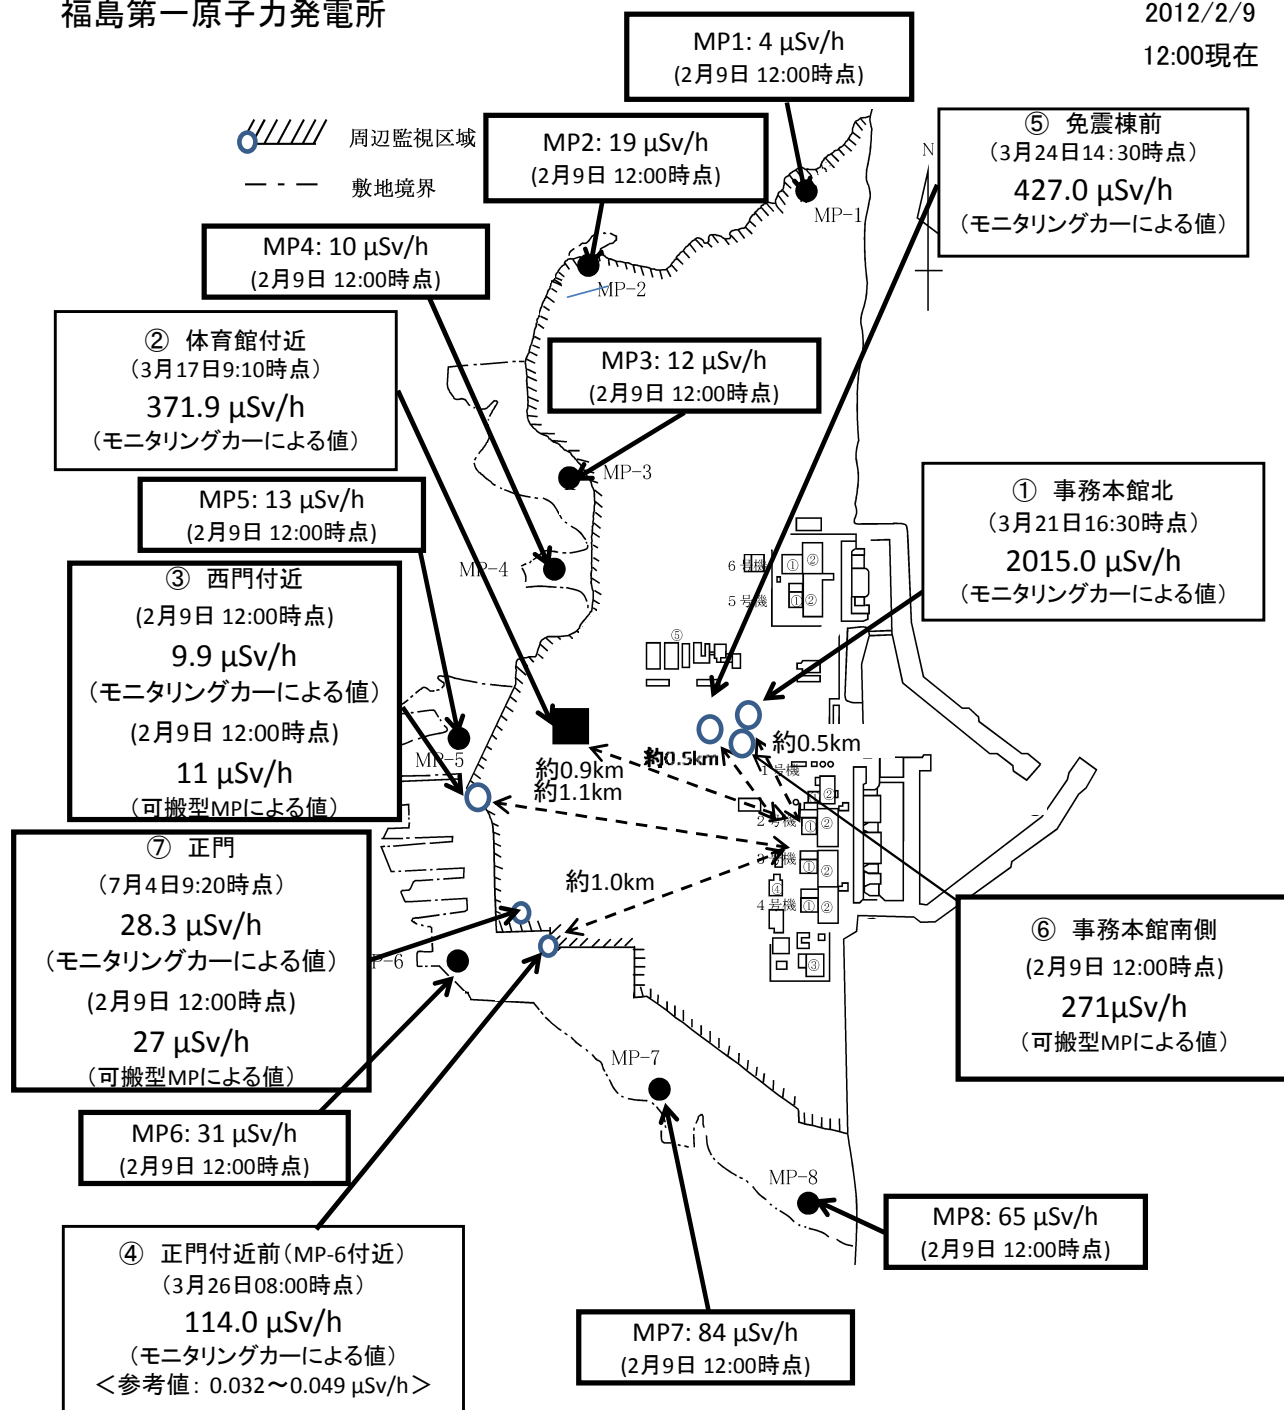 福島第一原子力発電所
2012/2/9
12:00現在
周辺監視区域
敷地境界
MP1: 4 μSv/h
(2月9日 12:00時点)
MP2: 19 μSv/h
(2月9日 12:00時点)
MP4: 10 μSv/h
(2月9日 12:00時点)
⑤ 免震棟前
(3月24日14:30時点)
427.0 μSv/h
(モニタリングカーによる値)
N
MP-1
MP-2
② 体育館付近
(3月17日9:10時点)
371.9 μSv/h
(モニタリングカーによる値)
MP3: 12 μSv/h
(2月9日 12:00時点)
MP-3
MP5: 13 μSv/h
(2月9日 12:00時点)
① 事務本館北
(3月21日16:30時点)
2015.0 μSv/h
(モニタリングカーによる値)
MP-4
6号機
① ②
5号機
① ②
⑤
③ 西門付近
(2月9日 12:00時点)
9.9 μSv/h
(モニタリングカーによる値)
(2月9日 12:00時点)
11 μSv/h
(可搬型MPによる値)
MP-5
約0.9km
約1.1km
約0.5km
約0.5km
1号機
①②
2号機
① ②
3号機
① ②
④
4号機
① ②
③
約1.0km
⑦ 正門
(7月4日9:20時点)
28.3 μSv/h
(モニタリングカーによる値)
(2月9日 12:00時点)
27 μSv/h
(可搬型MPによる値)
P-6
⑥ 事務本館南側
(2月9日 12:00時点)
271μSv/h
(可搬型MPによる値)
MP-7
MP6: 31 μSv/h
(2月9日 12:00時点)
MP-8
MP8: 65 μSv/h
(2月9日 12:00時点)
④ 正門付近前(MP-6付近)
(3月26日08:00時点)
114.0 μSv/h
(モニタリングカーによる値)
<参考値: 0.032~0.049 μSv/h>
MP7: 84 μSv/h
(2月9日 12:00時点)